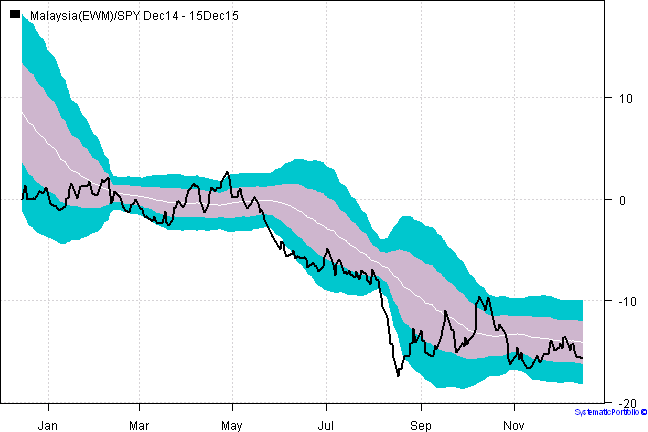 Malaysia(EWM)/SPY Dec14 - 15Dec15
10
0
-10
-20
SystematicPortfolio ©
Jan Mar May Jul Sep Nov